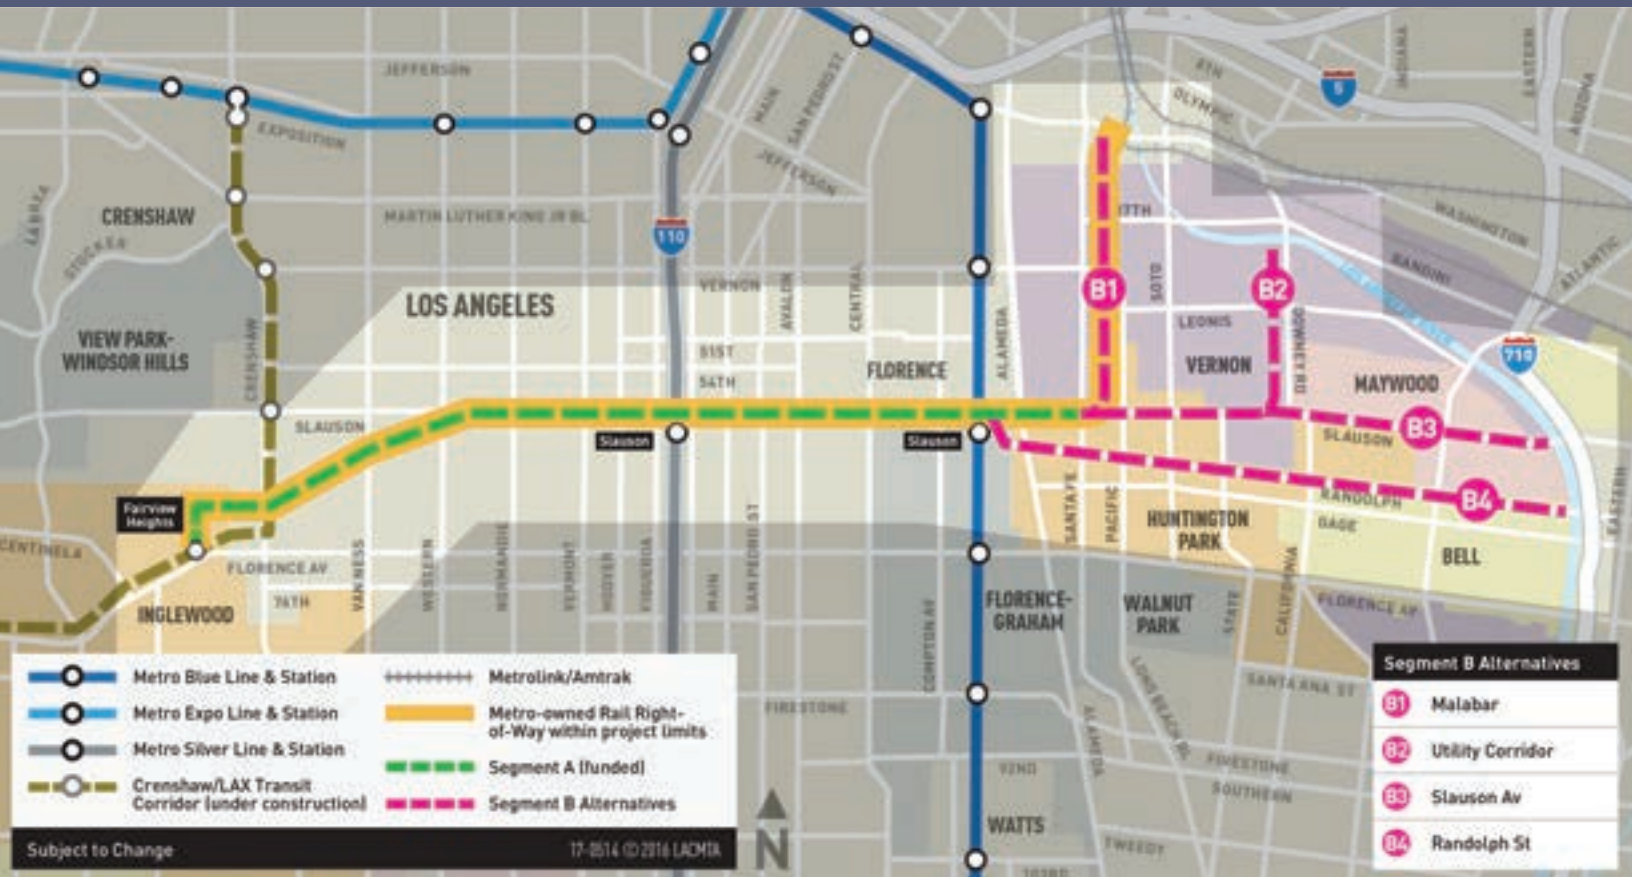 8TH
INDIANA
EASTERN
ARIZONA
JEFFERSON
MAIN
SAN PEDRO ST
OLYMPIC
5
EXPOSITION
JEFFERSON
LABREA
CRENSHAW
MARTIN LUTHER KING JR BL
110
STOCKER
WASHINGTON
BANDINI
ATLANTIC
VERNON
AVALON
CENTRAL
SOTO
B1
B2
LOS ANGELES
LEONIS
DOWNEY RD
ALAMEDA
VIEW PARK-
WINDSOR HILLS
CRENSHAW
51ST
54TH
FLORENCE
VERNON
MAYWOOD
710
SLAUSON
Slauson
Slauson
SLAUSON
B3
B4
RANDOLPH
GAGE
EASTERN
Fairview
Heights
CENTINELA
SANTA FE
PACIFIC
HUNTINGTON
PARK
BELL
FLORENCE AV
76TH
INGLEWOOD
VAN NESS
WESTERN
NORMANDIE
VERMONT
HOOVER
FIGUEROA
MAIN
SAN PEDRO ST
COMPTON AV
FLORENCE-
GRAHAM
WALNUT
PARK
STATE
CALIFORNIA
FLORENCE AV
SANTA ANA ST
LONG BEACH BL
ALAMEDA
FIRESTONE
FIRESTONE
SOUTHERN
92ND
WATTS
TWEEDY
103RD
N
Metro Blue Line & Station
Metro Expo Line & Station
Metro Silver Line & Station
Crenshaw/LAX Transit
Corridor (under construction)
Metrolink/Amtrak
Metro-owned Rail Right-
of-Way within project limits
Segment A (funded)
Segment B Alternatives
Subject to Change
17-0514 ©2016 LACMTA
Segment B Alternatives
B1 Malabar
B2 Utility Corridor
B3 Slauson Av
B4 Randolph St